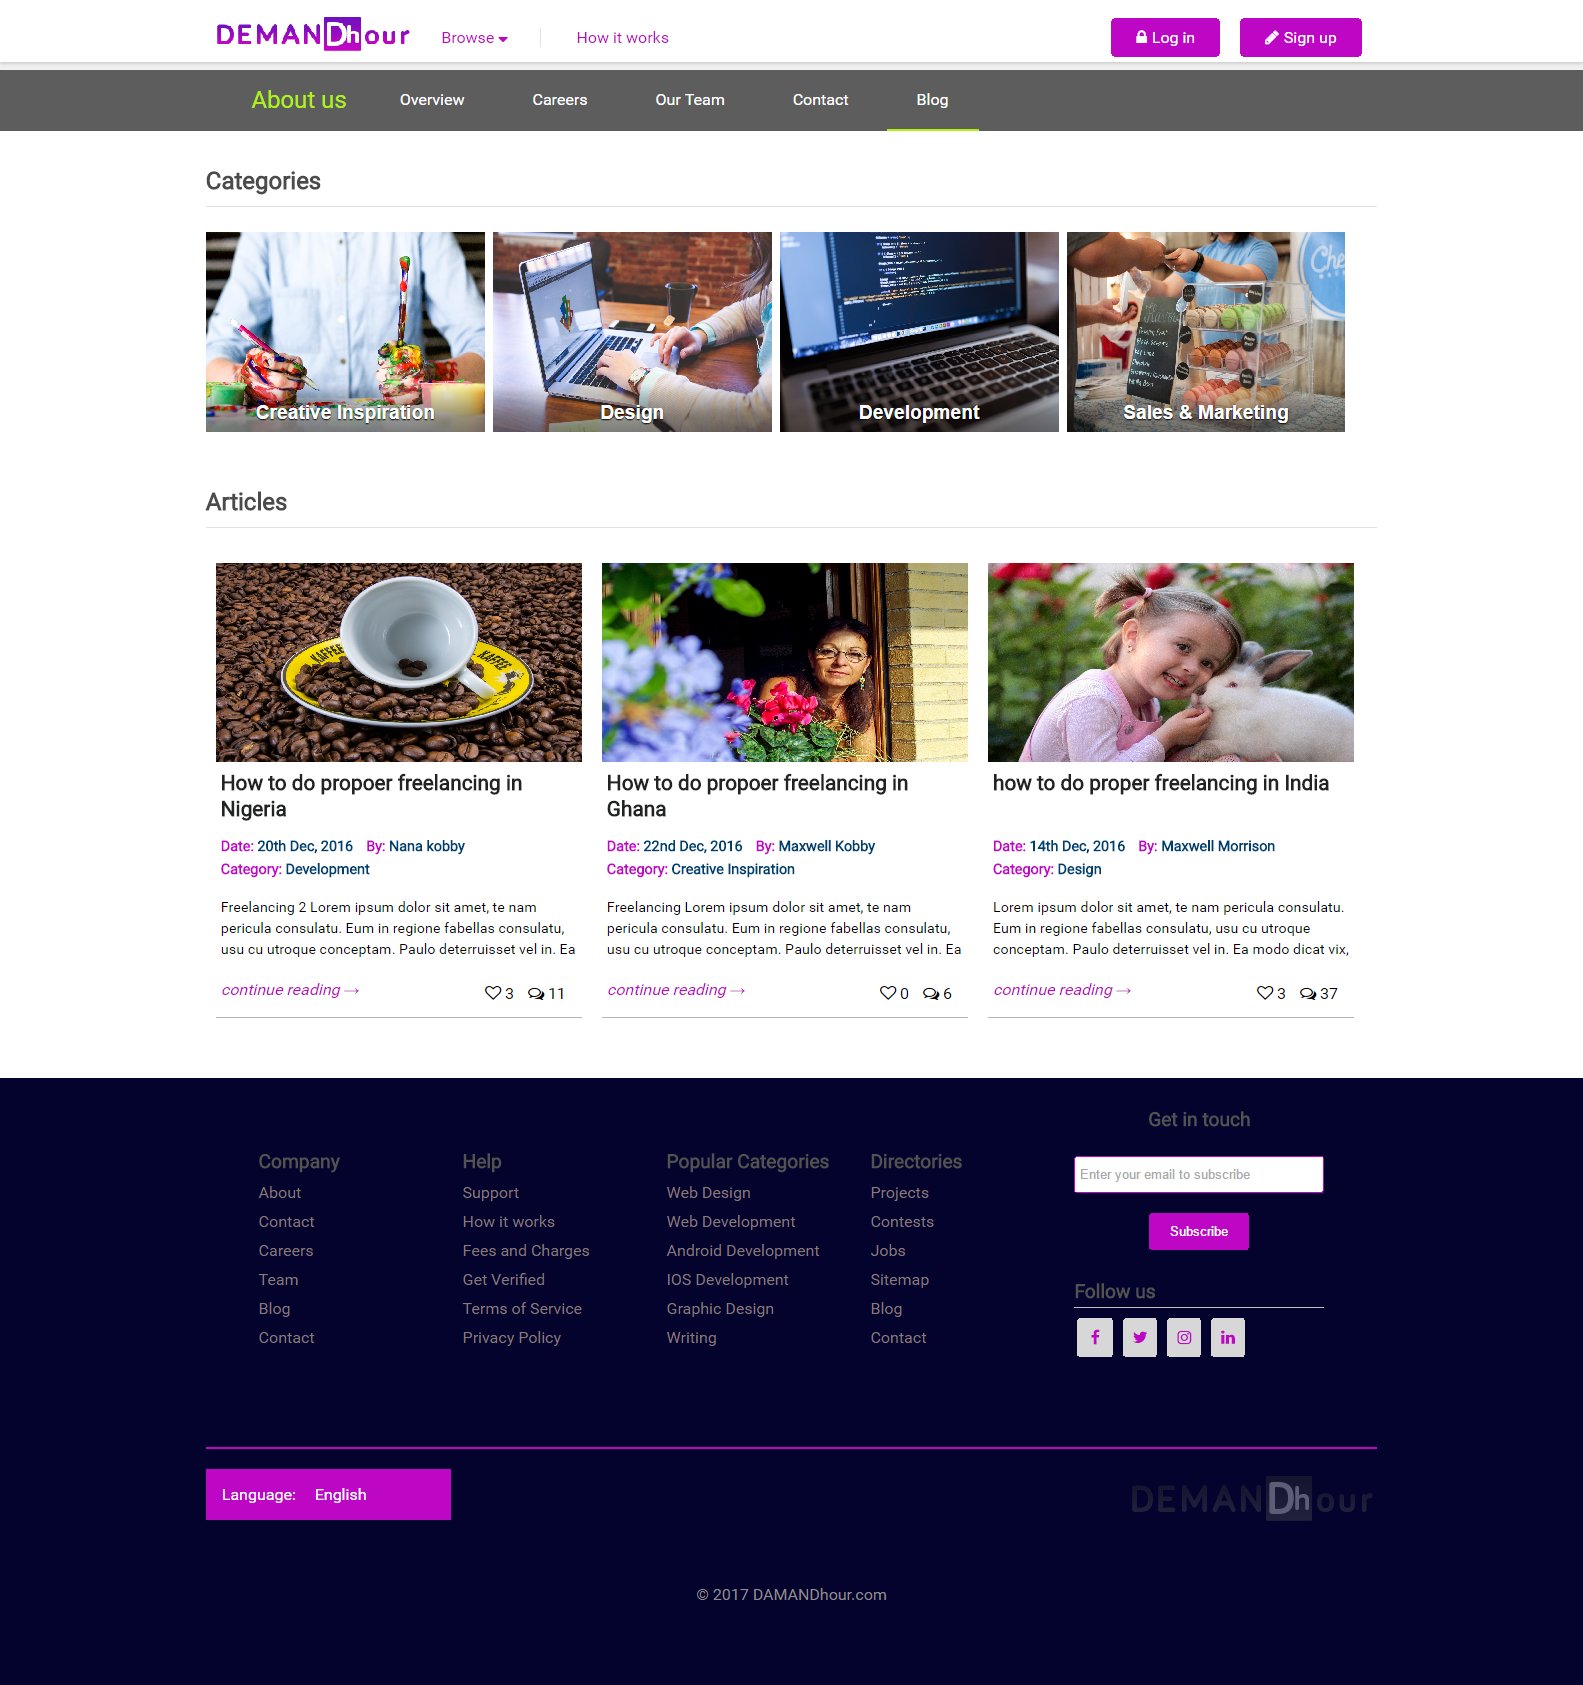 DEMANDhour Browse How it works Log in Sign up
About us Overview Careers Our Team Contact Blog
Categories
Creative Inspiration Design Development Sales & Marketing
Articles
KAFFEE KAFFEE
How to do propoer freelancing in
Nigeria
Date: 20th Dec, 2016 By: Nana kobby
Category: Development
Freelancing 2 Lorem ipsum dolor sit amet, te nam
pericula consulatu. Eum in regione fabellas consulatu,
usu cu utroque conceptam. Paulo deterruisset vel in. Ea
continue reading → 3 11
How to do propoer freelancing in
Ghana
Date: 22nd Dec, 2016 By: Maxwell Kobby
Category: Creative Inspiration
Freelancing Lorem ipsum dolor sit amet, te nam
pericula consulatu. Eum in regione fabellas consulatu,
usu cu utroque conceptam. Paulo deterruisset vel in. Ea
continue reading → 0 6
how to do proper freelancing in India
Date: 14th Dec, 2016 By: Maxwell Morrison
Category: Design
Lorem ipsum dolor sit amet, te nam pericula consulatu.
Eum in regione fabellas consulatu, usu cu utroque
conceptam. Paulo deterruisset vel in. Ea modo dicat vix,
continue reading → 3 37
Company
About
Contact
Careers
Team
Blog
Contact
Help
Support
How it works
Fees and Charges
Get Verified
Terms of Service
Privacy Policy
Popular Categories
Web Design
Web Development
Android Development
IOS Development
Graphic Design
Writing
Directories
Projects
Contests
Jobs
Sitemap
Blog
Contact
Get in touch
Enter your email to subscribe
Subscribe
Follow us
Language: English
DEMANDhour
© 2017 DAMANDhour.com